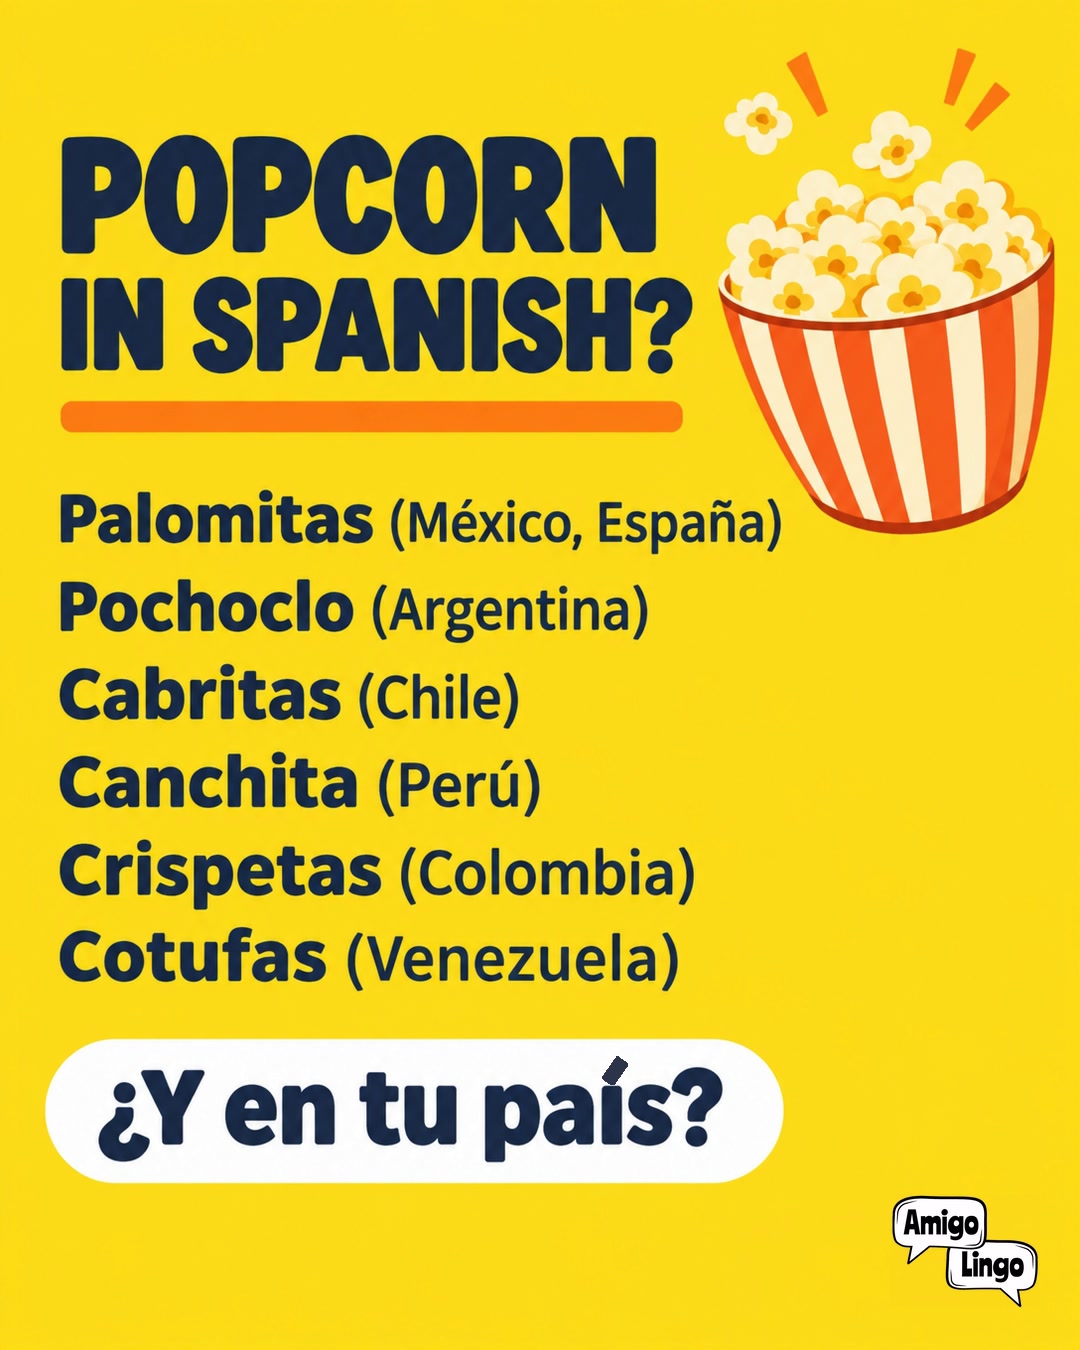 POPCORN
IN SPANISH?
Palomitas (México, España)
Pochoclo (Argentina)
Cabritas (Chile)
Canchita (Perú)
Crispetas (Colombia)
Cotufas (Venezuela)
¿Y en tu país?
Amigo
Lingo